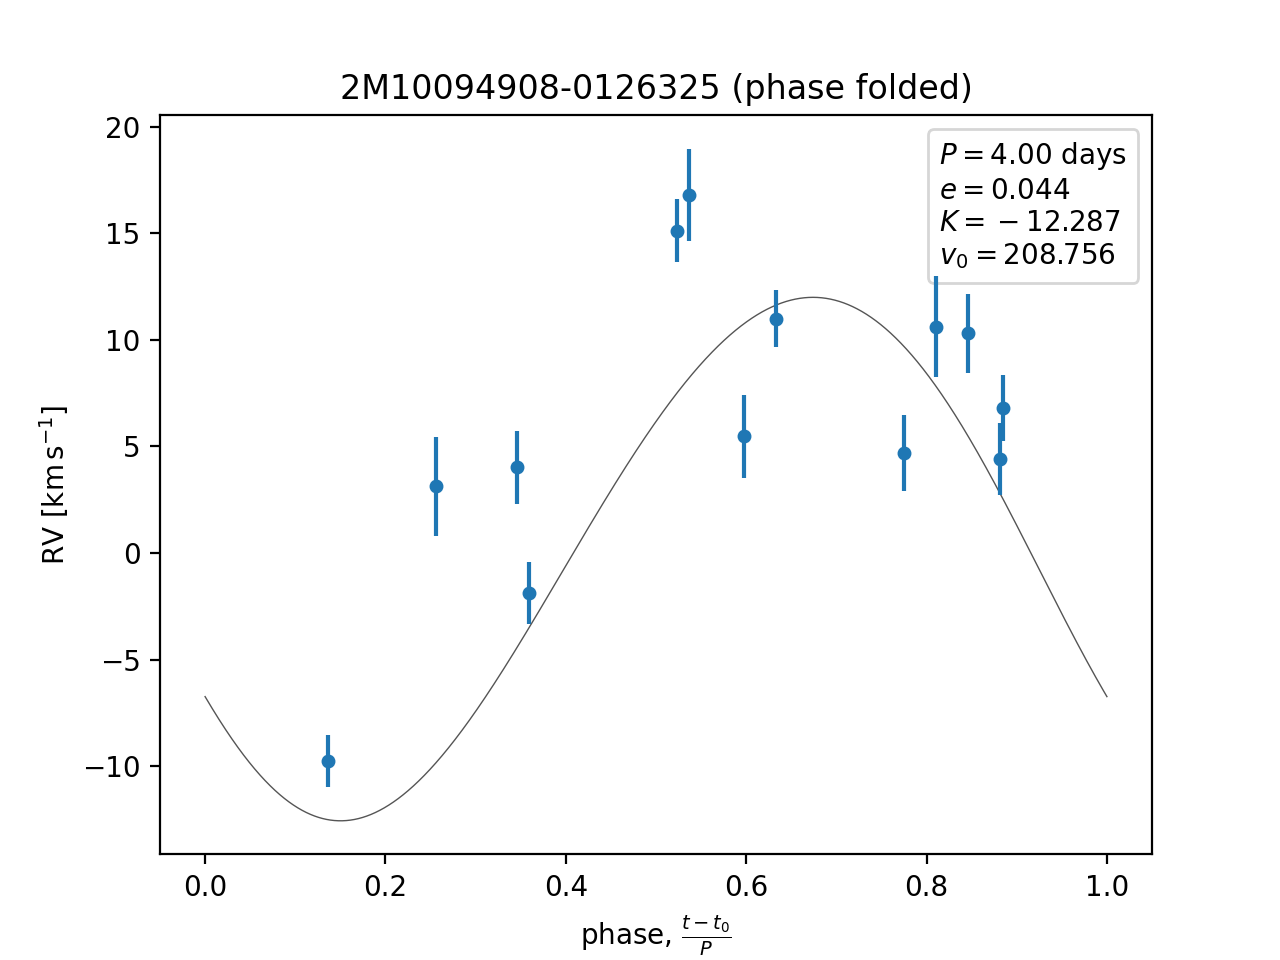 2M10094908-0126325 (phase folded)
P = 4.00 days
e = 0.044
K = −12.287
v₀ = 208.756
RV [km s⁻¹]
20
15
10
5
0
−5
−10
0.0 0.2 0.4 0.6 0.8 1.0
phase, (t − t₀)/P